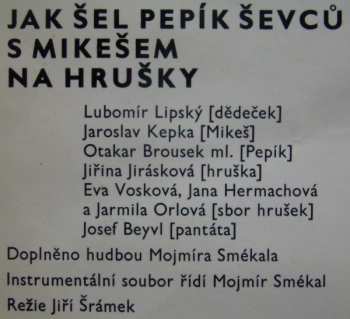 JAK ŠEL PEPÍK ŠEVCŮ
S MIKEŠEM
NA HRUŠKY
Lubomír Lipský [dědeček]
Jaroslav Kepka [Mikeš]
Otakar Brousek ml. [Pepík]
Jiřina Jirásková [hruška]
Eva Vosková, Jana Hermachová
a Jarmila Orlová [sbor hrušek]
Josef Beyvl [pantáta]
Doplněno hudbou Mojmíra Smékala
Instrumentální soubor řídí Mojmír Smékal
Režie Jiří Šrámek